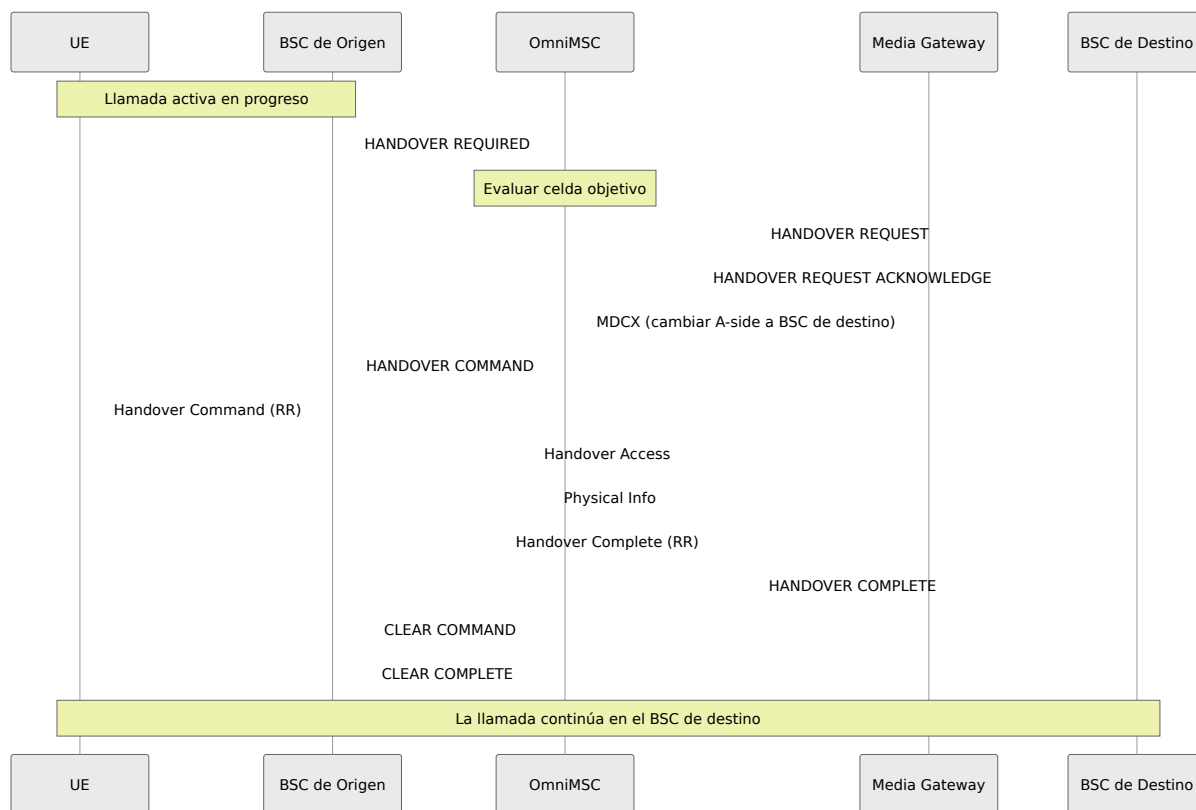 UE
BSC de Origen
OmniMSC
Media Gateway
BSC de Destino
Llamada activa en progreso
HANDOVER REQUIRED
Evaluar celda objetivo
HANDOVER REQUEST
HANDOVER REQUEST ACKNOWLEDGE
MDCX (cambiar A-side a BSC de destino)
HANDOVER COMMAND
Handover Command (RR)
Handover Access
Physical Info
Handover Complete (RR)
HANDOVER COMPLETE
CLEAR COMMAND
CLEAR COMPLETE
La llamada continúa en el BSC de destino
UE
BSC de Origen
OmniMSC
Media Gateway
BSC de Destino